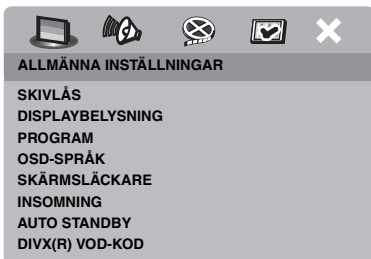 ALLMÄNNA INSTÄLLNINGAR
SKIVLÅS
DISPLAYBELYSNING
PROGRAM
OSD-SPRÅK
SKÄRMSLÄCKARE
INSOMNING
AUTO STANDBY
DIVX(R) VOD-KOD